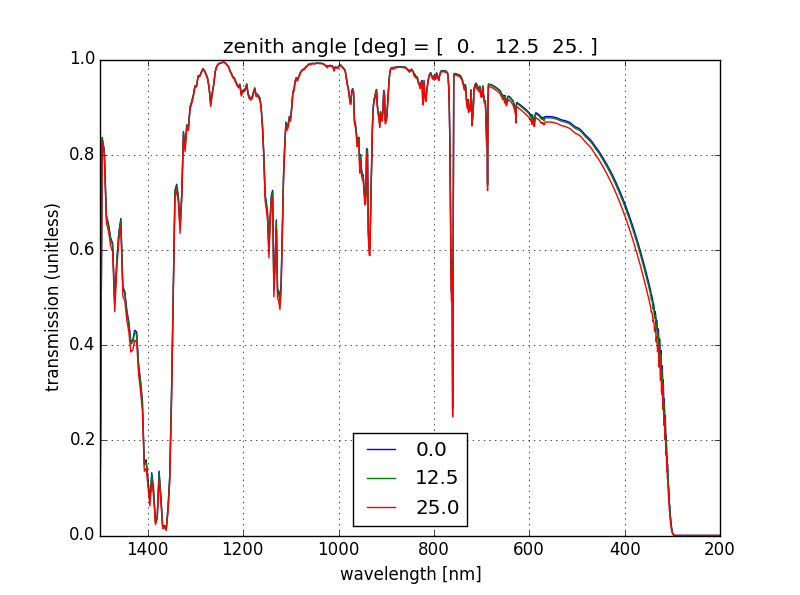 zenith angle [deg] = [  0.   12.5  25. ]
1.0
0.8
0.6
0.4
0.2
0.0
transmission (unitless)
0.0
12.5
25.0
1400 1200 1000 800 600 400 200
wavelength [nm]